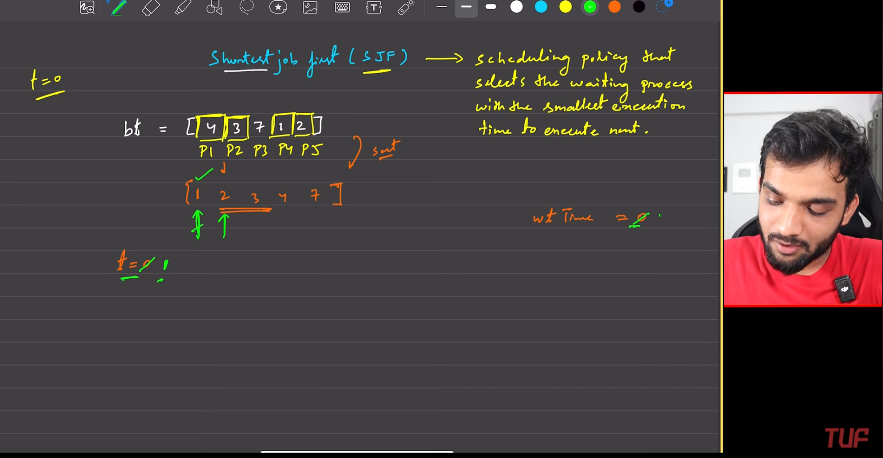 Shortest job first (SJF) → scheduling policy that
selects the waiting process
with the smallest execution
time to execute next.
t=0
bt = [4 3 7 1 2]
P1 P2 P3 P4 P5
sort
[1 2 3 4 7]
wt Time = 0
t = 0 1
TUF